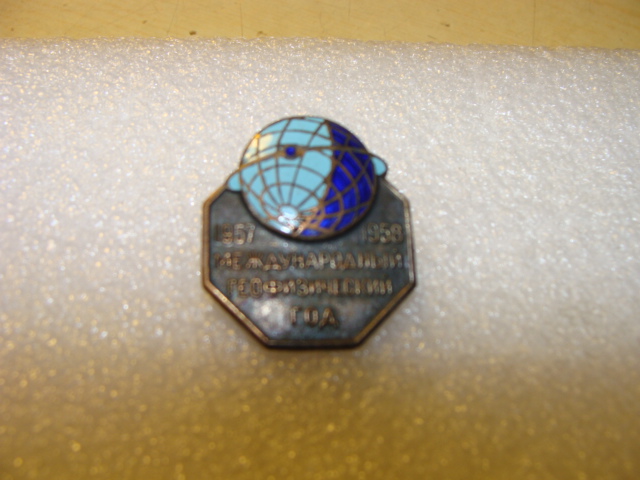 1957 1958
МЕЖДУНАРОДНЫЙ
ГЕОФИЗИЧЕСКИЙ
ГОД